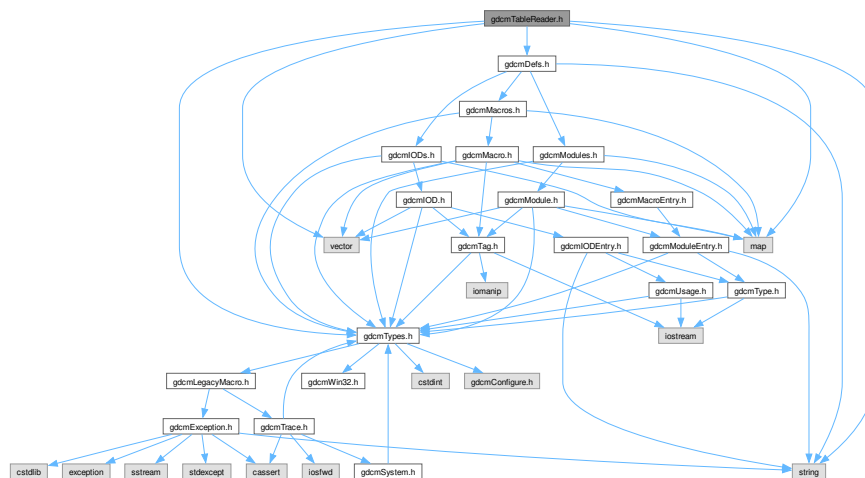 gdcmTableReader.h
gdcmDefs.h
gdcmMacros.h
gdcmIODs.h
gdcmMacro.h
gdcmModules.h
gdcmIOD.h
gdcmModule.h
gdcmMacroEntry.h
vector
gdcmTag.h
gdcmIODEntry.h
gdcmModuleEntry.h
map
iomanip
gdcmUsage.h
gdcmType.h
gdcmTypes.h
iostream
gdcmLegacyMacro.h
gdcmWin32.h
cstdint
gdcmConfigure.h
gdcmException.h
gdcmTrace.h
cstdlib
exception
sstream
stdexcept
cassert
iosfwd
gdcmSystem.h
string